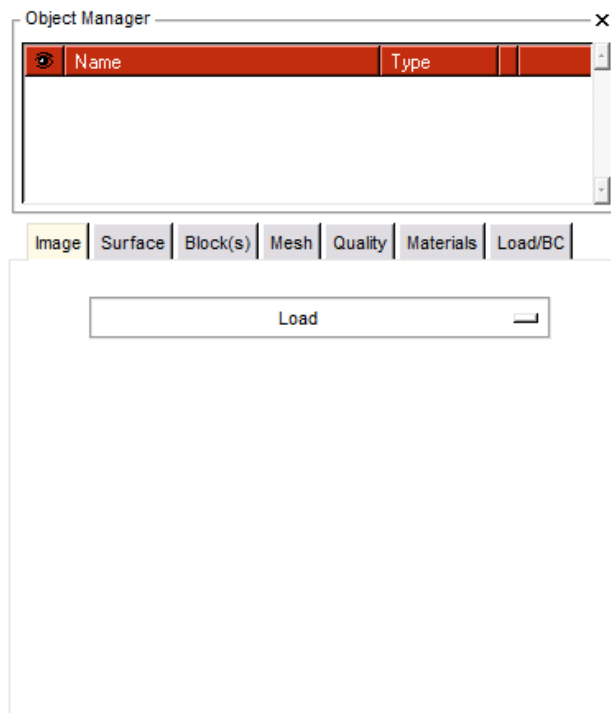 Object Manager
Name Type
Image Surface Block(s) Mesh Quality Materials Load/BC
Load